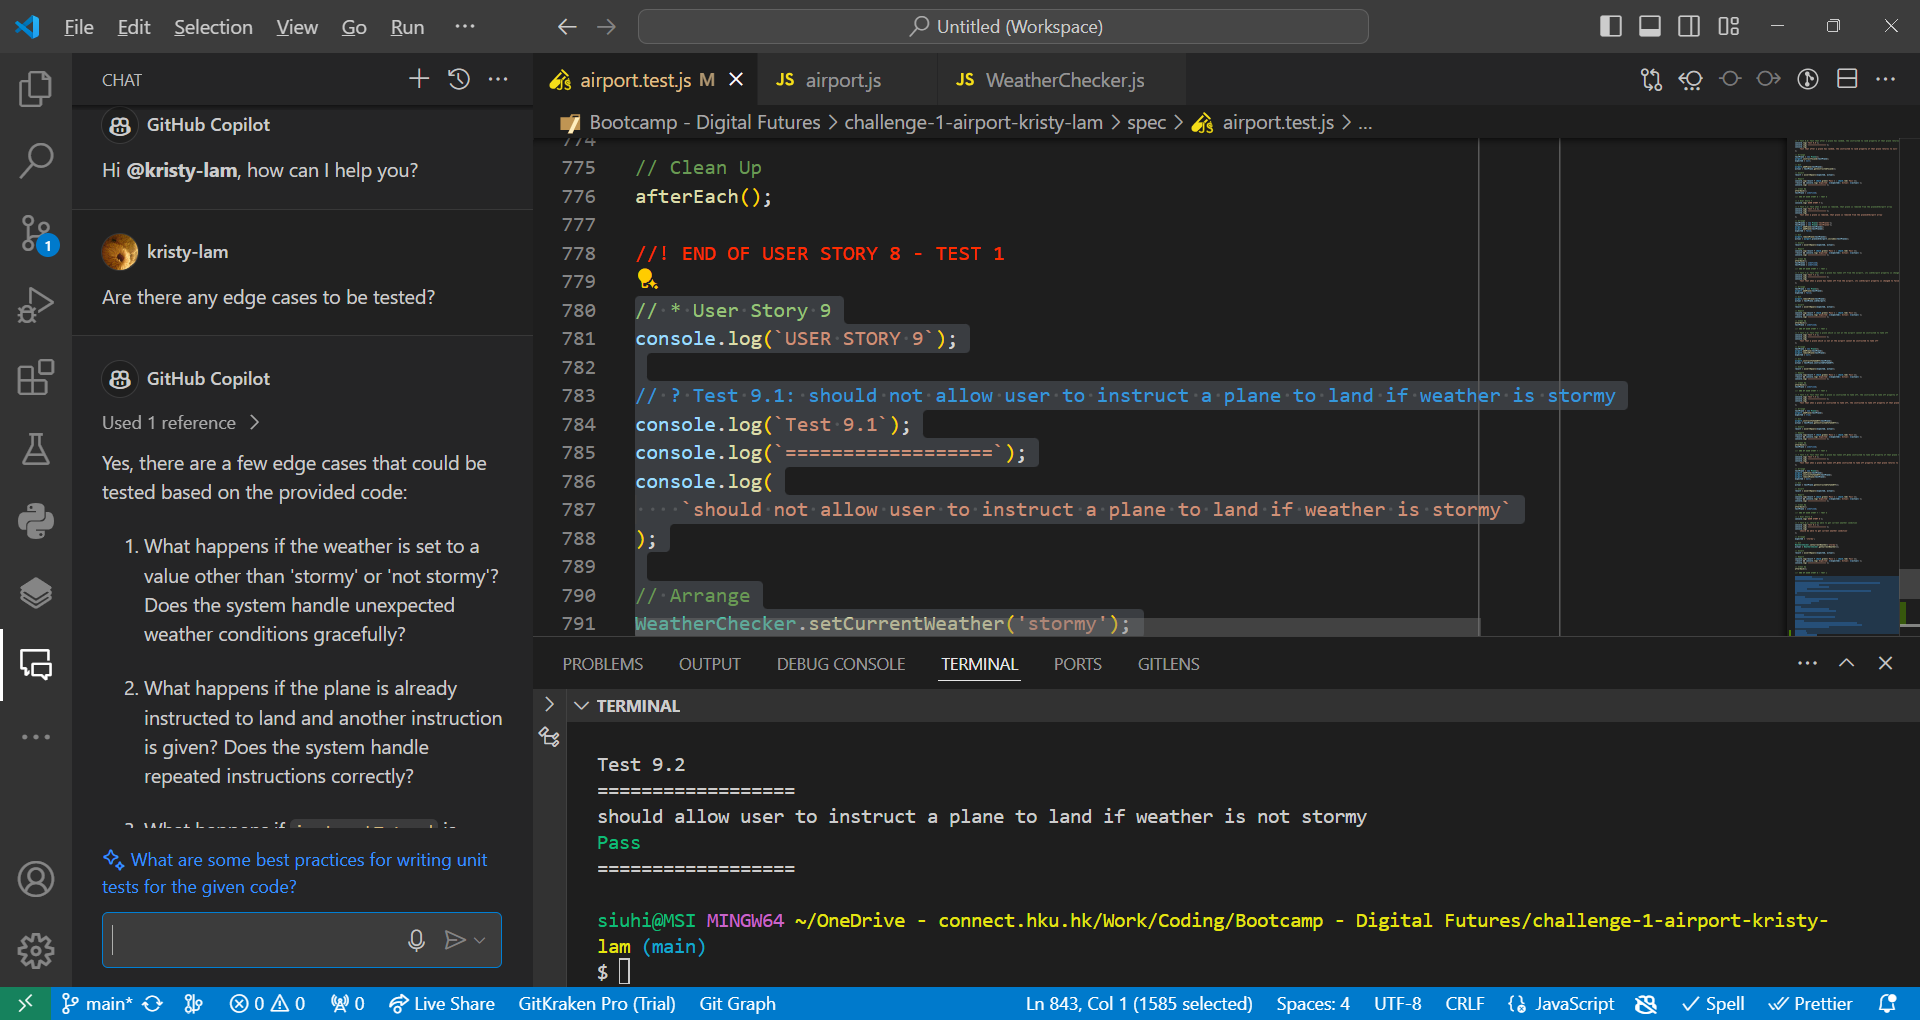 File Edit Selection View Go Run ···
Untitled (Workspace)
CHAT
airport.test.js M
JS airport.js
JS WeatherChecker.js
Bootcamp - Digital Futures > challenge-1-airport-kristy-lam > spec > airport.test.js > ...
GitHub Copilot
Hi @kristy-lam, how can I help you?
kristy-lam
Are there any edge cases to be tested?
GitHub Copilot
Used 1 reference >
Yes, there are a few edge cases that could be
tested based on the provided code:
1. What happens if the weather is set to a
value other than 'stormy' or 'not stormy'?
Does the system handle unexpected
weather conditions gracefully?
2. What happens if the plane is already
instructed to land and another instruction
is given? Does the system handle
repeated instructions correctly?
What are some best practices for writing unit
tests for the given code?
1
774
775 // Clean Up
776 afterEach();
777
778 //! END OF USER STORY 8 - TEST 1
779
780 // * User Story 9
781 console.log(`USER STORY 9`);
782
783 // ? Test 9.1: should not allow user to instruct a plane to land if weather is stormy
784 console.log(`Test 9.1`);
785 console.log(`==================`);
786 console.log(
787 `should not allow user to instruct a plane to land if weather is stormy`
788 );
789
790 // Arrange
791 WeatherChecker.setCurrentWeather('stormy');
PROBLEMS OUTPUT DEBUG CONSOLE TERMINAL PORTS GITLENS
TERMINAL
Test 9.2
==================
should allow user to instruct a plane to land if weather is not stormy
Pass
==================
siuhi@MSI MINGW64 ~/OneDrive - connect.hku.hk/Work/Coding/Bootcamp - Digital Futures/challenge-1-airport-kristy-
lam (main)
$
main* 0 0 0 Live Share GitKraken Pro (Trial) Git Graph Ln 843, Col 1 (1585 selected) Spaces: 4 UTF-8 CRLF {} JavaScript Spell Prettier